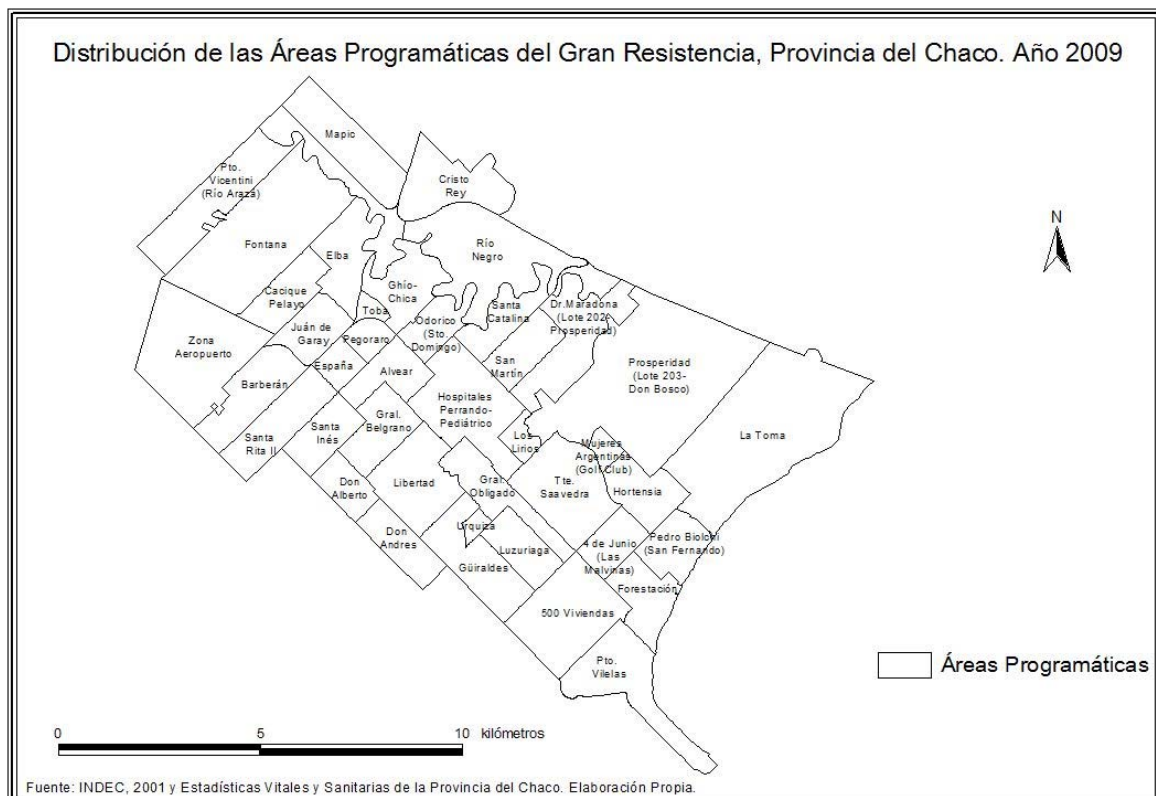 Distribución de las Áreas Programáticas del Gran Resistencia, Provincia del Chaco. Año 2009
Mapic
Pto.
Vicentini
(Río Arazá)
Cristo
Rey
N
Fontana
Elba
Río
Negro
Cacique
Pelayo
Ghío-
Chica
Toba
Santa
Catalina
Dr.Maradona
(Lote 202-
Prosperidad)
Odorico
(Sto.
Domingo)
Juán de
Garay
Pegoraro
Zona
Aeropuerto
España
Alvear
San
Martín
Prosperidad
(Lote 203-
Don Bosco)
Barberán
Hospitales
Perrando-
Pediátrico
Gral.
Belgrano
Santa
Inés
Santa
Rita II
Los
Lirios
Mujeres
Argentinas
(Golf Club)
La Toma
Don
Alberto
Libertad
Gral.
Obligado
Tte.
Saavedra
Hortensia
Don
Andres
Urquiza
Luzuriaga
Güiraldes
4 de Junio
(Las
Malvinas)
Pedro Biolchi
(San Fernando)
Forestación
500 Viviendas
Pto.
Vilelas
Áreas Programáticas
0 5 10 kilómetros
Fuente: INDEC, 2001 y Estadísticas Vitales y Sanitarias de la Provincia del Chaco. Elaboración Propia.